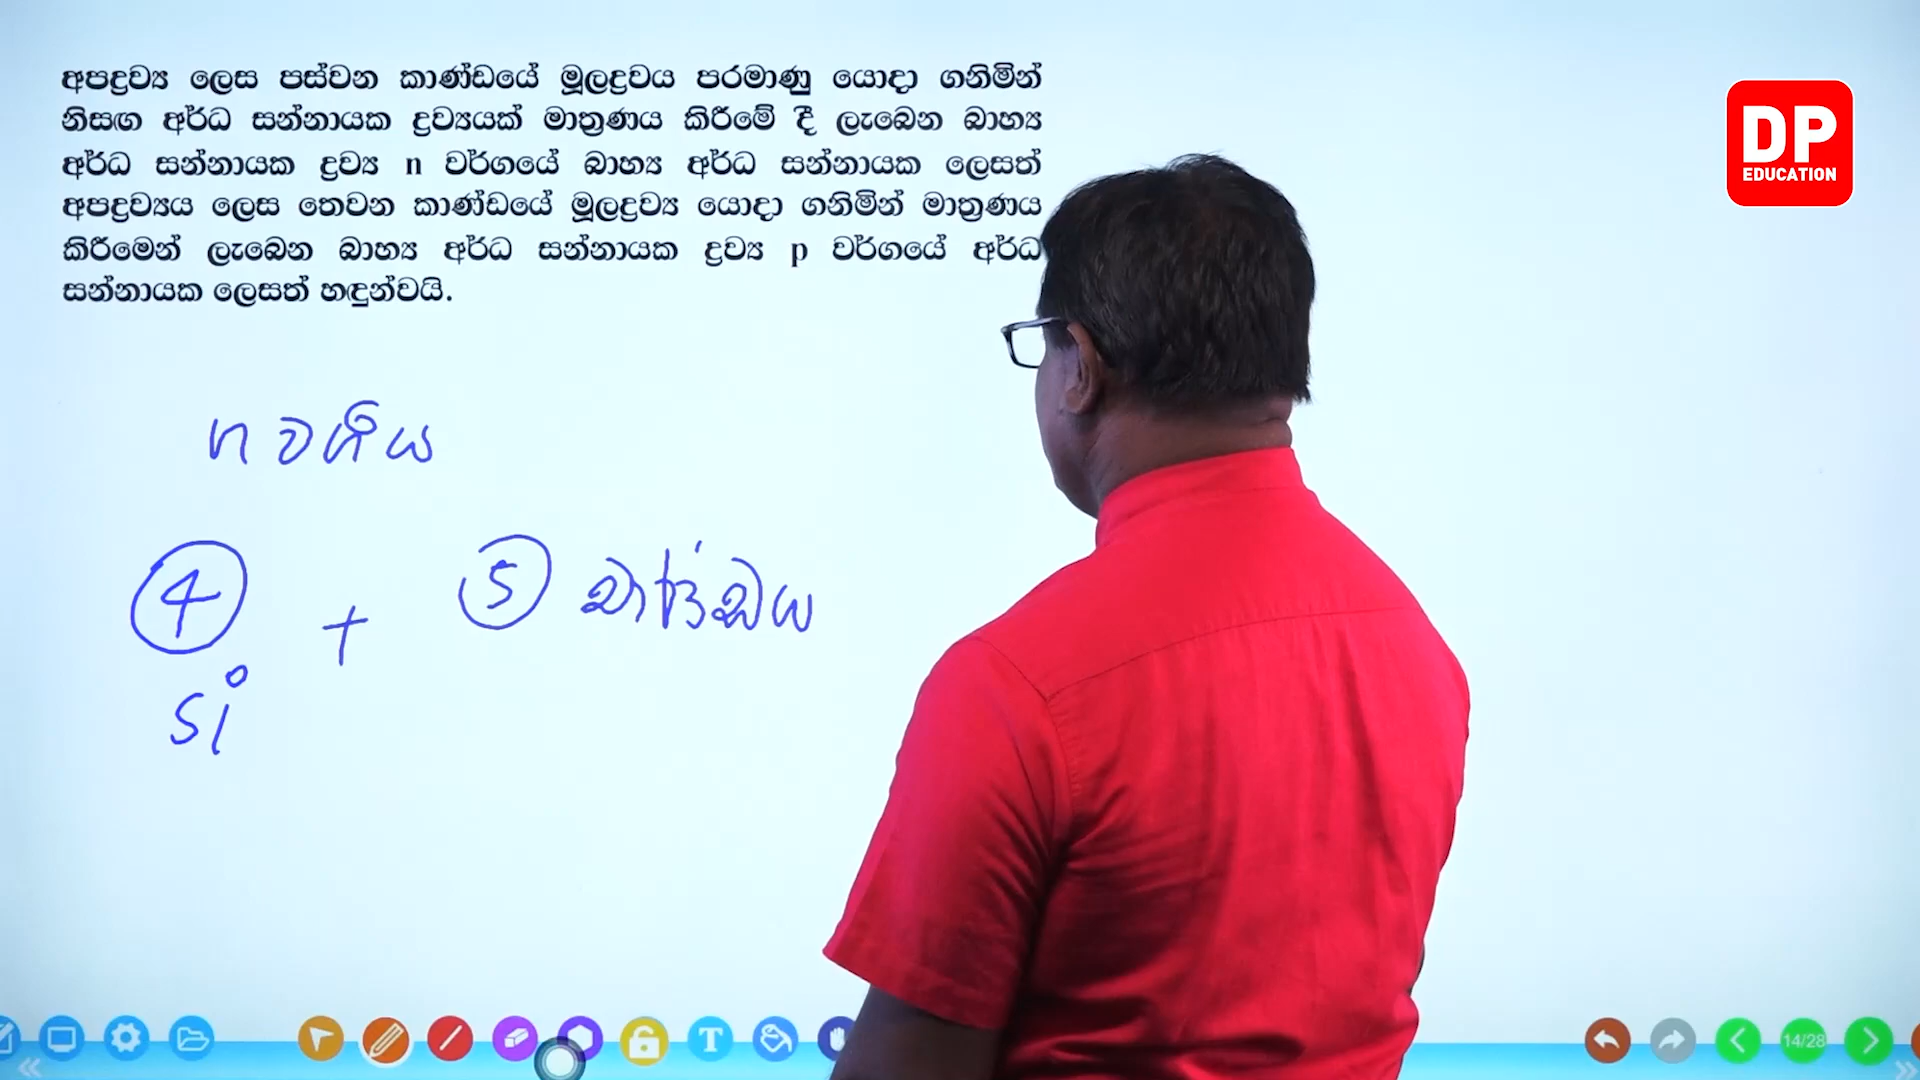 අපද්‍රව්‍ය ලෙස පස්වන කාණ්ඩයේ මූලද්‍රවය පරමාණු යොදා ගනිමින්
නිසඟ අර්ධ සන්නායක ද්‍රව්‍යයක් මාත්‍රණය කිරීමේ දී ලැබෙන බාහ්‍ය
අර්ධ සන්නායක ද්‍රව්‍ය n වර්ගයේ බාහ්‍ය අර්ධ සන්නායක ලෙසත්
අපද්‍රව්‍යය ලෙස තෙවන කාණ්ඩයේ මූලද්‍රව්‍ය යොදා ගනිමින් මාත්‍රණය
කිරීමෙන් ලැබෙන බාහ්‍ය අර්ධ සන්නායක ද්‍රව්‍ය p වර්ගයේ අර්ධ
සන්නායක ලෙසත් හඳුන්වයි.
DP
EDUCATION
n වර්ගය
4 + 5 කාණ්ඩය
Si
T
14/28